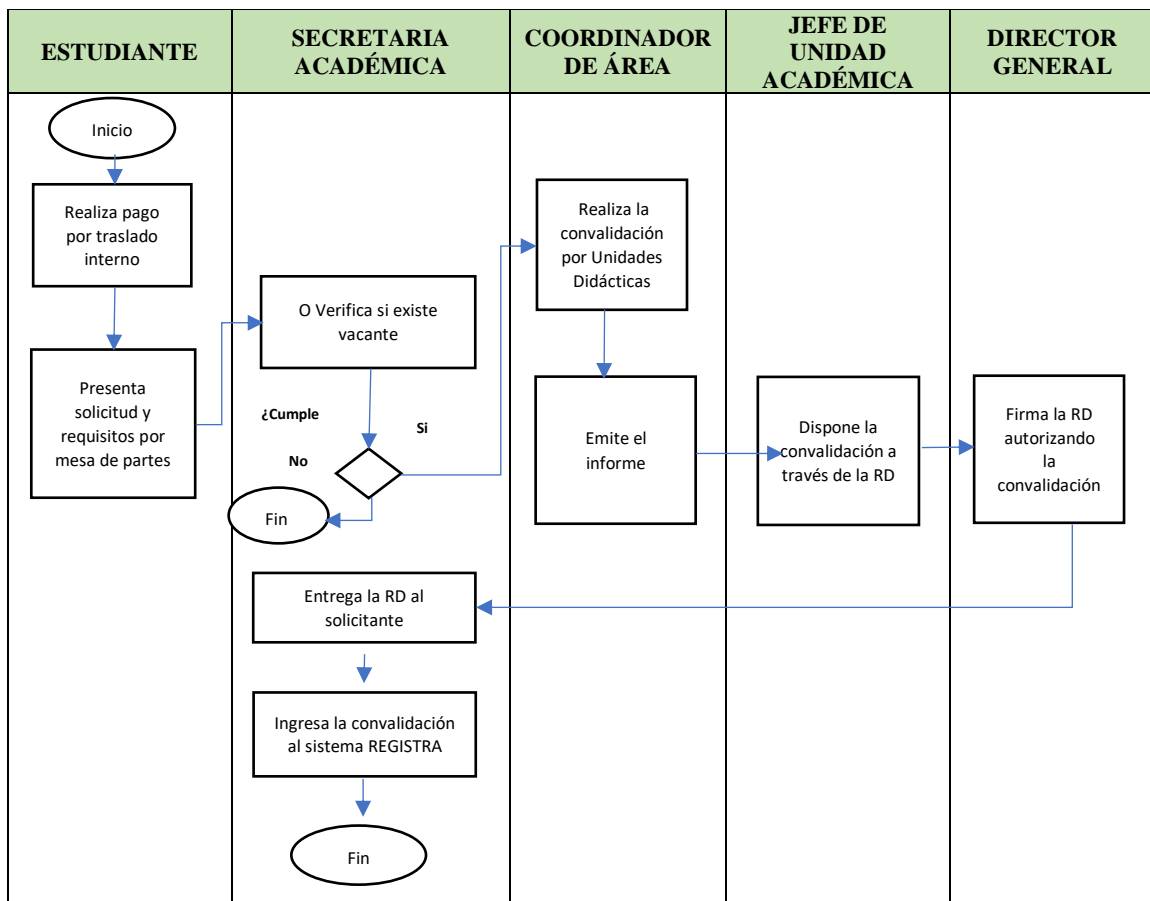 ESTUDIANTE
SECRETARIA
ACADÉMICA
COORDINADOR
DE ÁREA
JEFE DE
UNIDAD
ACADÉMICA
DIRECTOR
GENERAL
Inicio
Realiza pago
por traslado
interno
Presenta
solicitud y
requisitos por
mesa de partes
O Verifica si existe
vacante
¿Cumple
Si
No
Fin
Realiza la
convalidación
por Unidades
Didácticas
Emite el
informe
Dispone la
convalidación a
través de la RD
Firma la RD
autorizando
la
convalidación
Entrega la RD al
solicitante
Ingresa la convalidación
al sistema REGISTRA
Fin